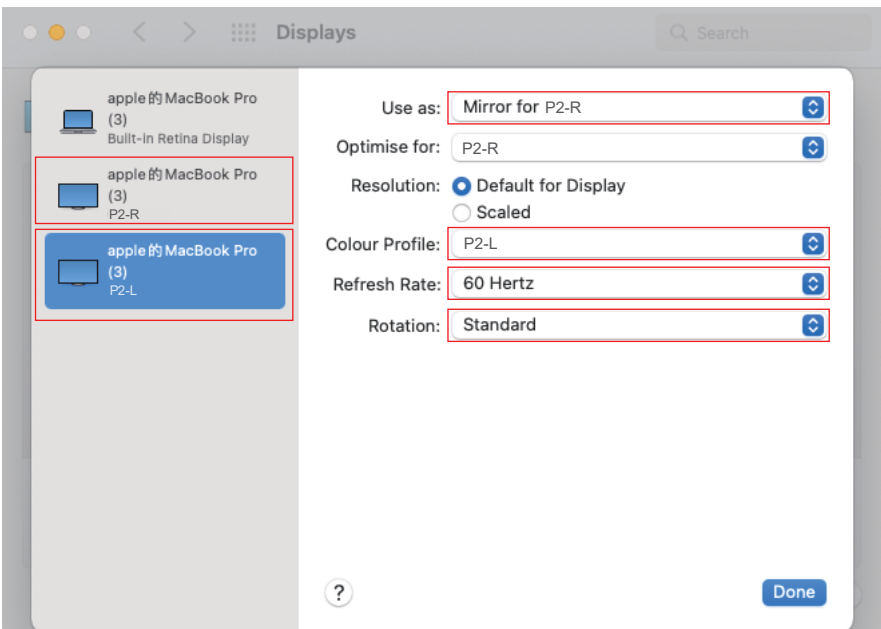 Displays
Search
apple的MacBook Pro
(3)
Built-in Retina Display
apple的MacBook Pro
(3)
P2-R
apple的MacBook Pro
(3)
P2-L
Use as: Mirror for P2-R
Optimise for: P2-R
Resolution: Default for Display
Scaled
Colour Profile: P2-L
Refresh Rate: 60 Hertz
Rotation: Standard
?
Done